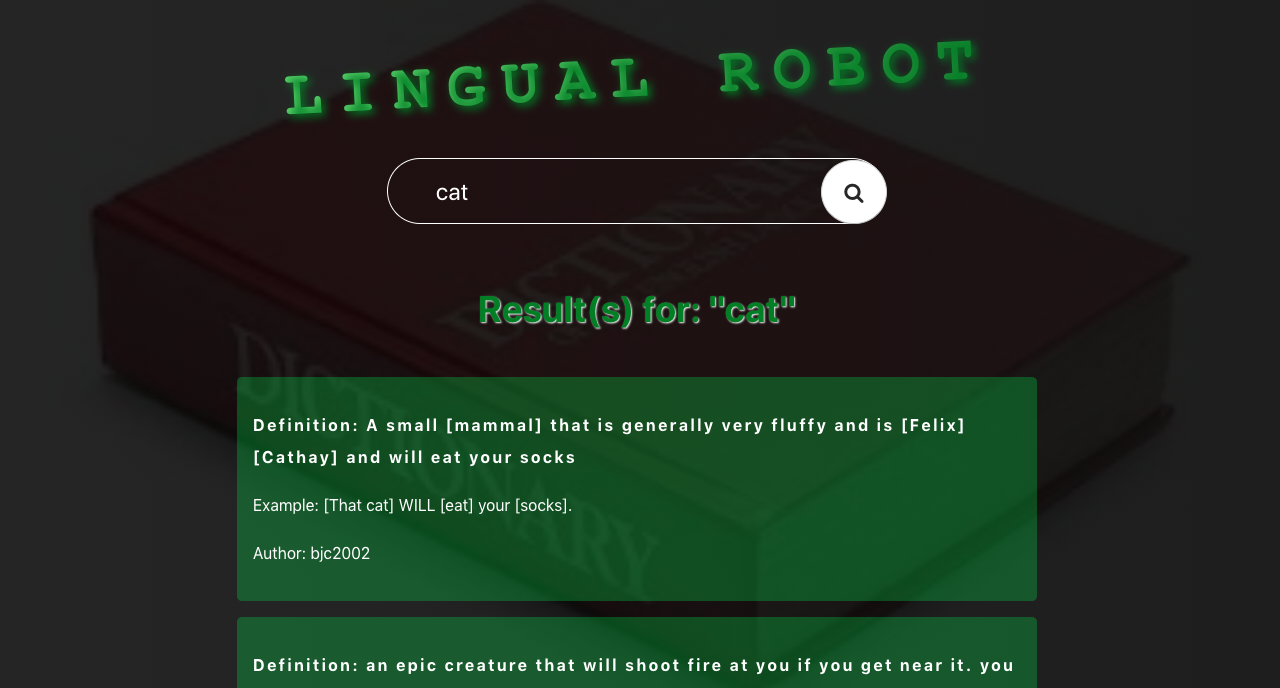 LINGUAL ROBOT
cat
Result(s) for: "cat"
DICTIONARY
DICTIONARY
Definition: A small [mammal] that is generally very fluffy and is [Felix]
[Cathay] and will eat your socks
Example: [That cat] WILL [eat] your [socks].
Author: bjc2002
Definition: an epic creature that will shoot fire at you if you get near it. you